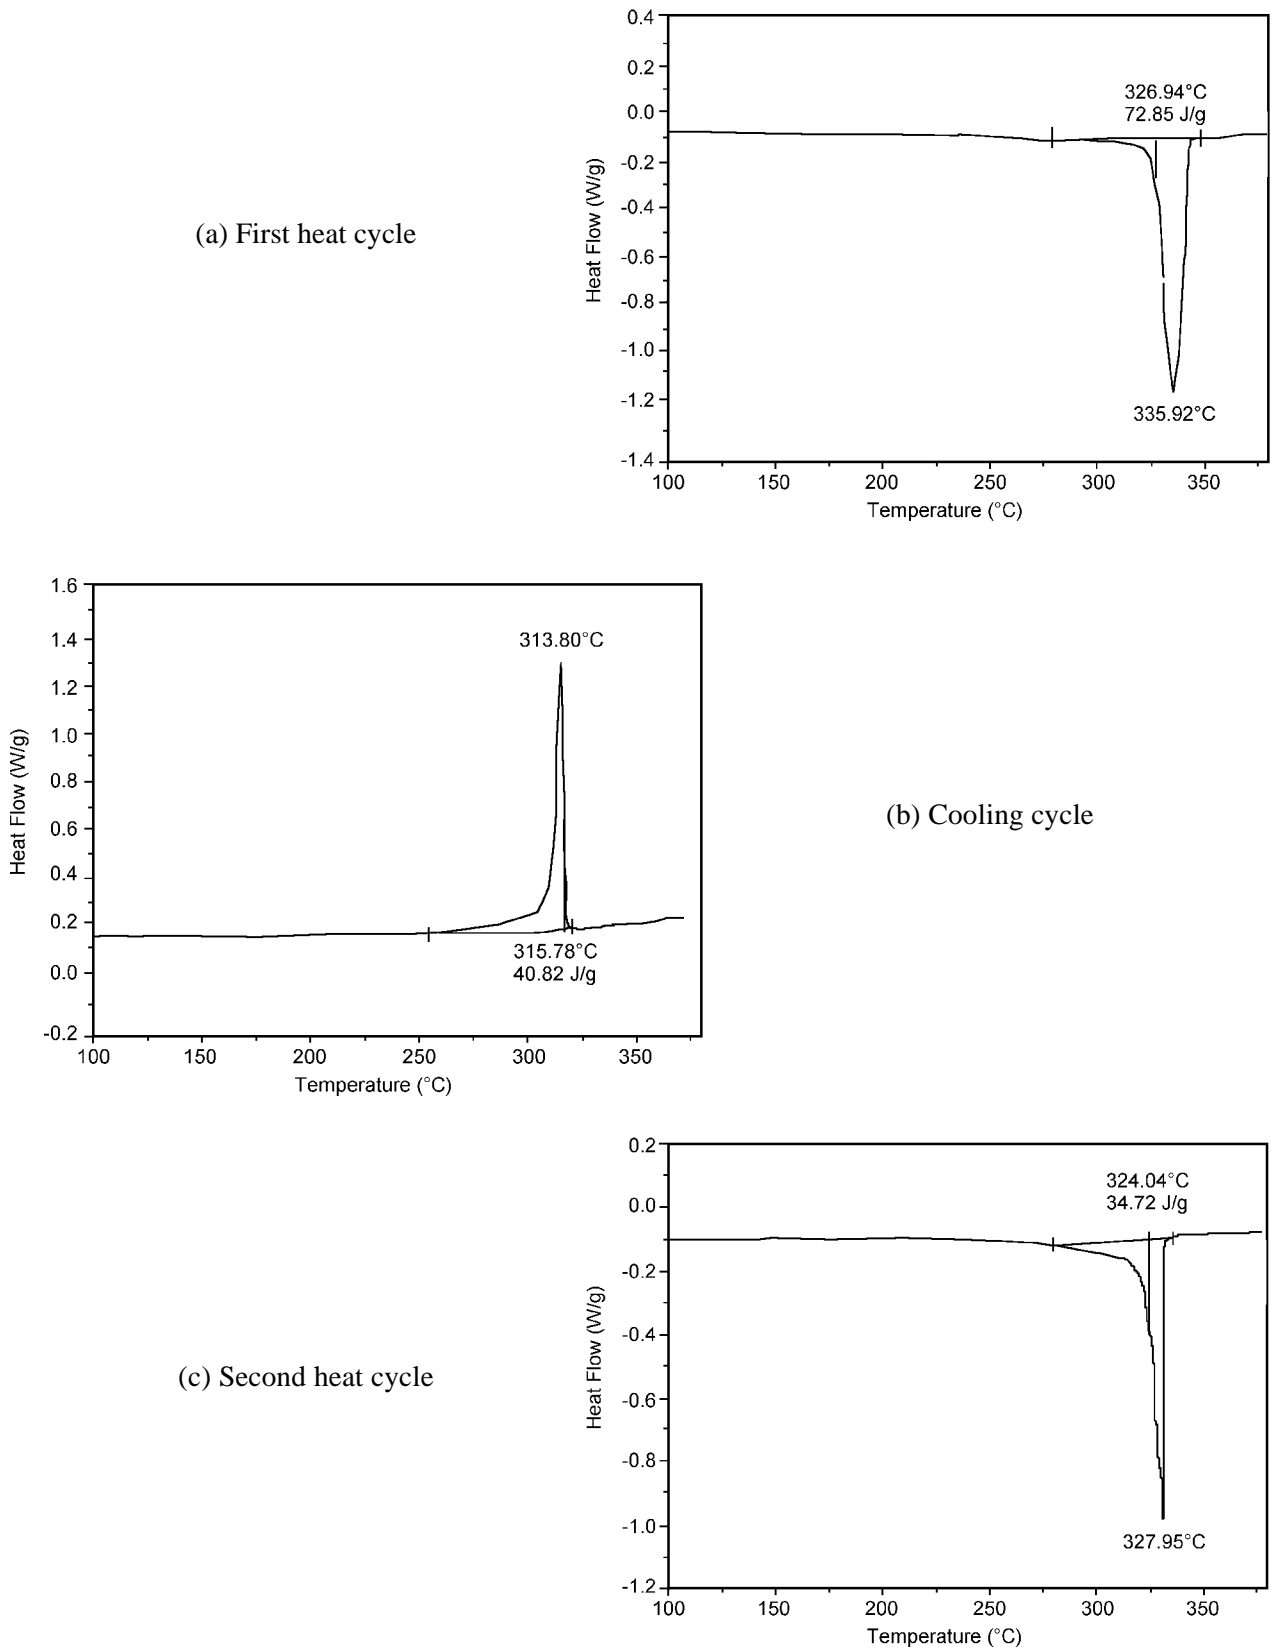 0.4
0.2
0.0
-0.2
-0.4
-0.6
-0.8
-1.0
-1.2
-1.4
Heat Flow (W/g)
326.94°C
72.85 J/g
335.92°C
100 150 200 250 300 350
Temperature (°C)
(a) First heat cycle
1.6
1.4
1.2
1.0
0.8
0.6
0.4
0.2
0.0
-0.2
Heat Flow (W/g)
313.80°C
315.78°C
40.82 J/g
100 150 200 250 300 350
Temperature (°C)
(b) Cooling cycle
0.2
0.0
-0.2
-0.4
-0.6
-0.8
-1.0
-1.2
Heat Flow (W/g)
324.04°C
34.72 J/g
327.95°C
100 150 200 250 300 350
Temperature (°C)
(c) Second heat cycle